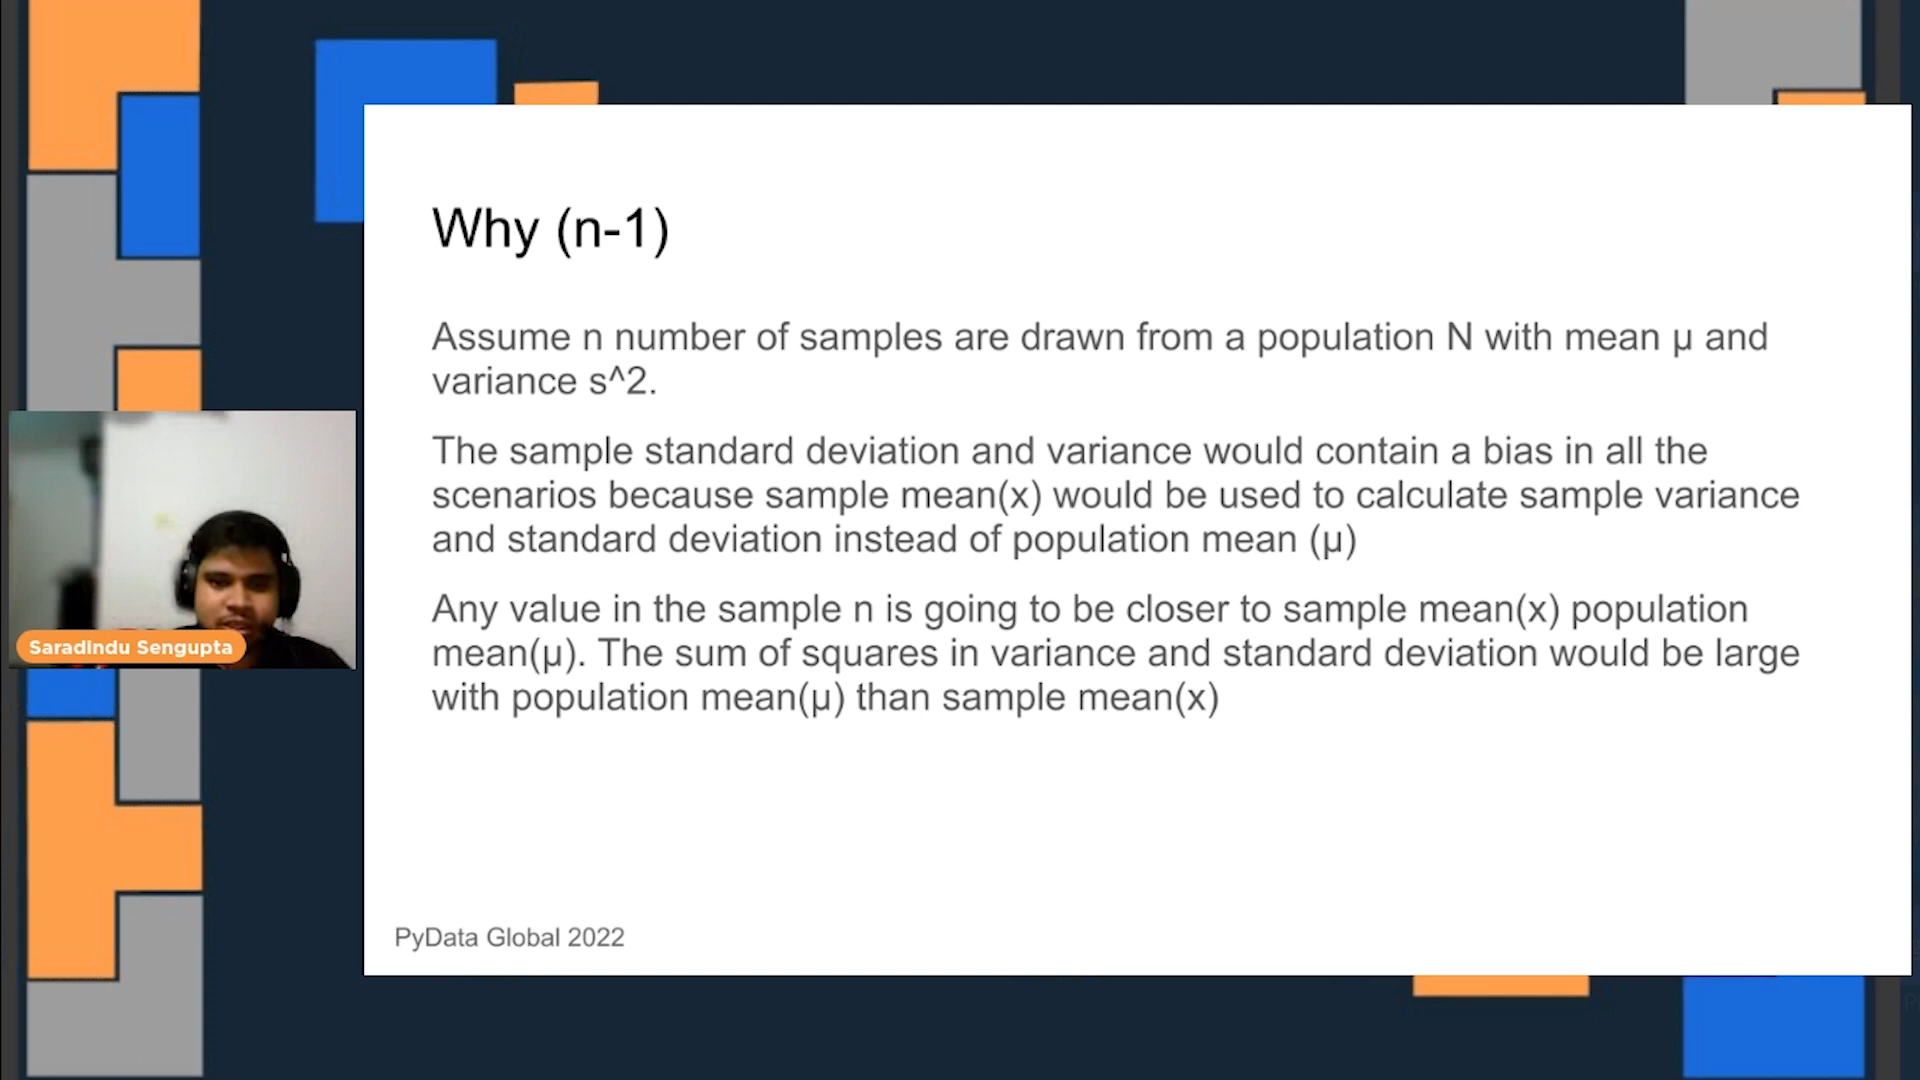 Why (n-1)
Assume n number of samples are drawn from a population N with mean μ and
variance s^2.
The sample standard deviation and variance would contain a bias in all the
scenarios because sample mean(x) would be used to calculate sample variance
and standard deviation instead of population mean (μ)
Any value in the sample n is going to be closer to sample mean(x) population
mean(μ). The sum of squares in variance and standard deviation would be large
with population mean(μ) than sample mean(x)
Saradindu Sengupta
PyData Global 2022